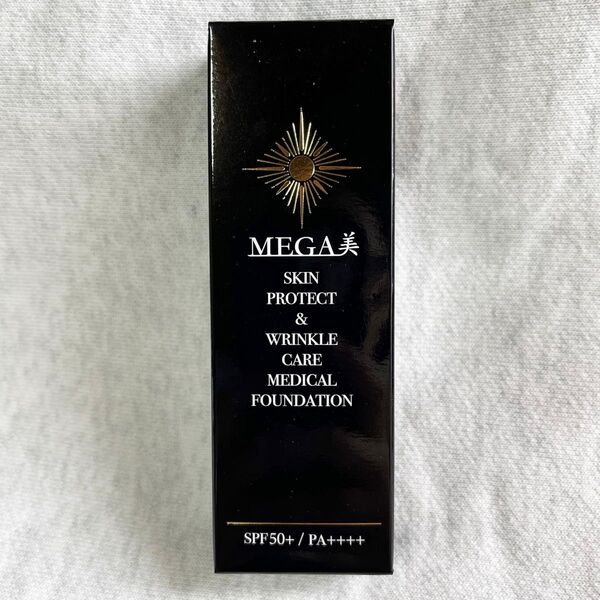 MEGA美
SKIN
PROTECT
&
WRINKLE
CARE
MEDICAL
FOUNDATION
SPF50+ / PA++++